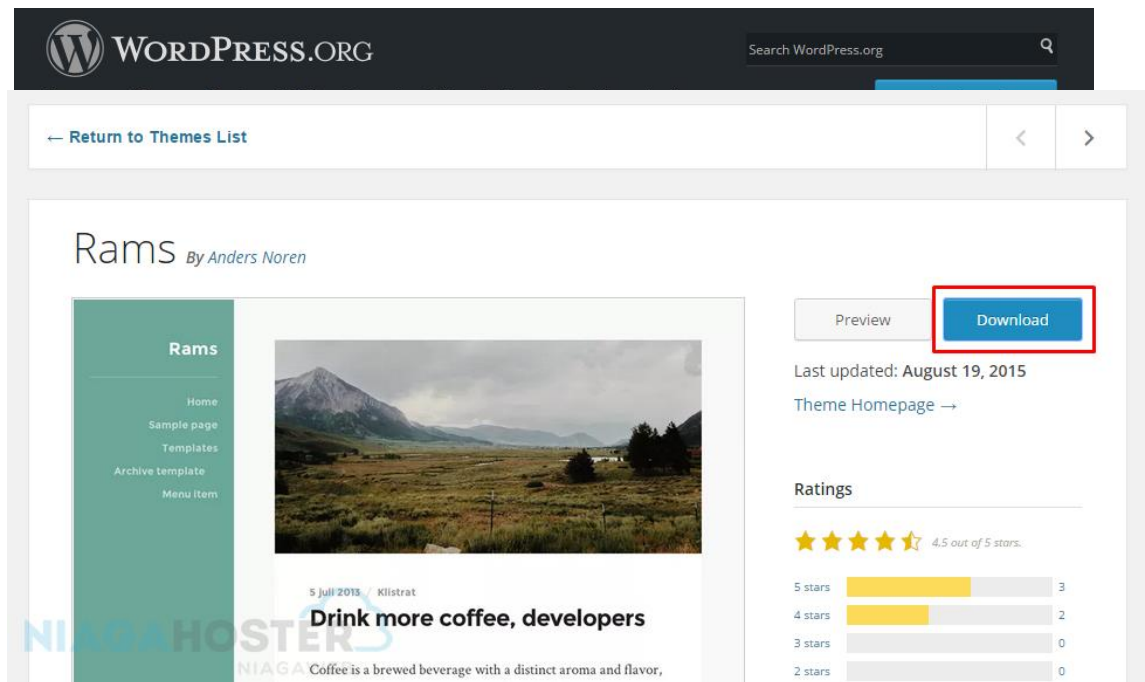 WORDPRESS.ORG
Search WordPress.org
← Return to Themes List
Rams By Anders Noren
Preview
Download
Last updated: August 19, 2015
Theme Homepage →
Ratings
4.5 out of 5 stars.
5 stars 3
4 stars 2
3 stars 0
2 stars 0
Rams
Home
Sample page
Templates
Archive template
Menu item
5 juli 2013 / Klistrat
Drink more coffee, developers
Coffee is a brewed beverage with a distinct aroma and flavor,
NIAGAHOSTER